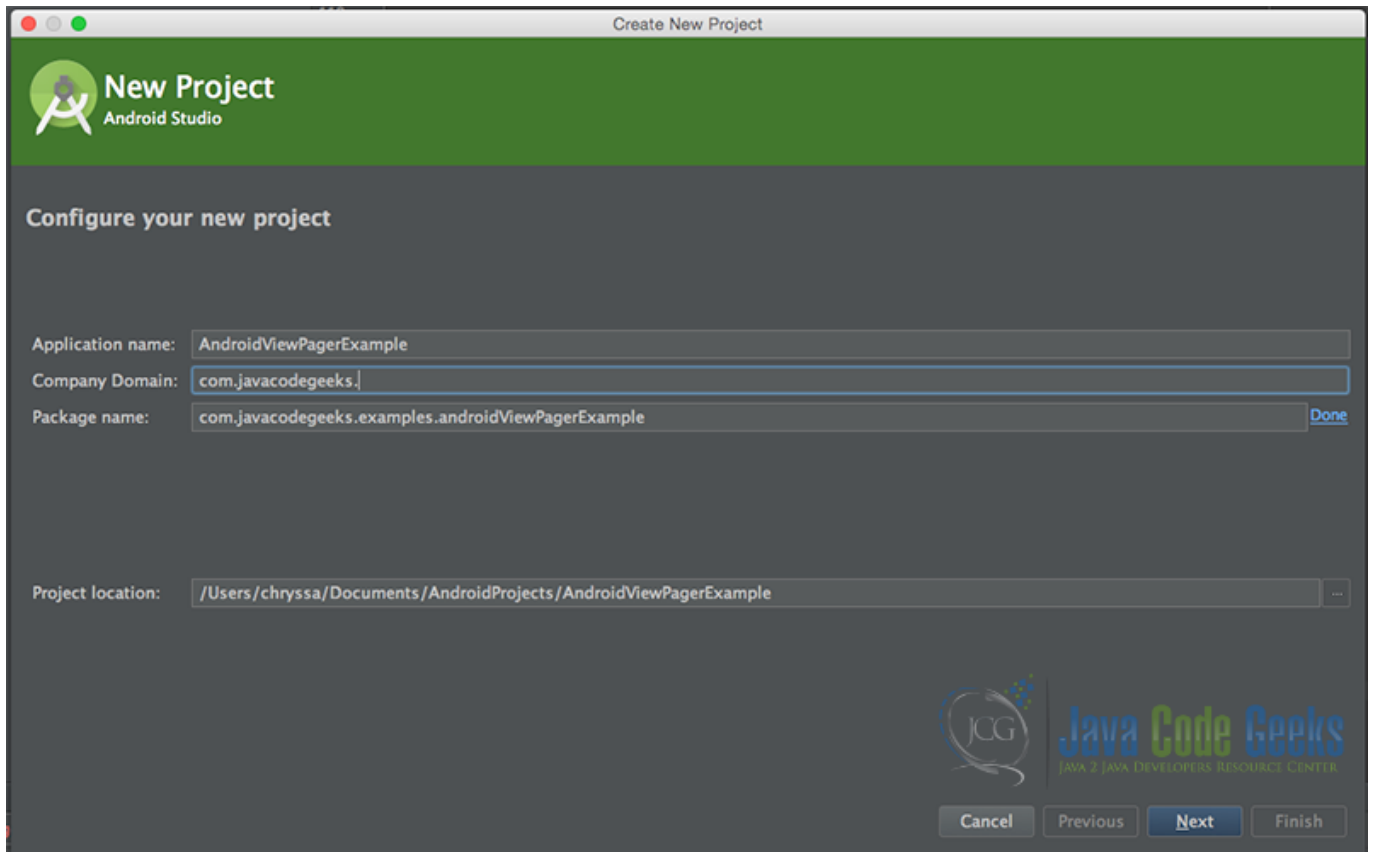 Create New Project
New Project
Android Studio
Configure your new project
Application name: AndroidViewPagerExample
Company Domain: com.javacodegeeks.
Package name: com.javacodegeeks.examples.androidViewPagerExample Done
Project location: /Users/chryssa/Documents/AndroidProjects/AndroidViewPagerExample ...
JCG Java Code Geeks
JAVA 2 JAVA DEVELOPERS RESOURCE CENTER
Cancel Previous Next Finish